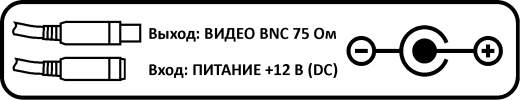 Выход: ВИДЕО BNC 75 Ом
Вход: ПИТАНИЕ +12 В (DC)